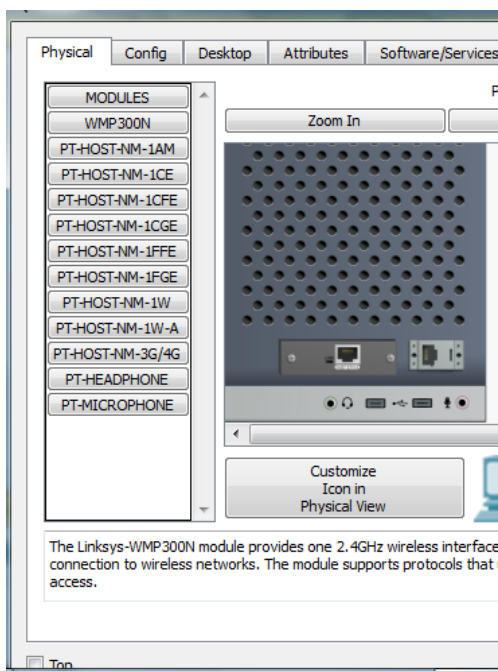 Physical
Config
Desktop
Attributes
Software/Services
MODULES
WMP300N
PT-HOST-NM-1AM
PT-HOST-NM-1CE
PT-HOST-NM-1CFE
PT-HOST-NM-1CGE
PT-HOST-NM-1FFE
PT-HOST-NM-1FGE
PT-HOST-NM-1W
PT-HOST-NM-1W-A
PT-HOST-NM-3G/4G
PT-HEADPHONE
PT-MICROPHONE
P
Zoom In
Customize
Icon in
Physical View
The Linksys-WMP300N module provides one 2.4GHz wireless interface
connection to wireless networks. The module supports protocols that
access.
Top